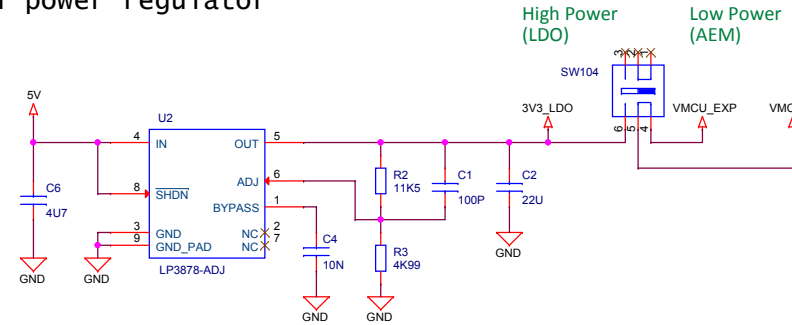 power regulator
High Power
(LDO)
Low Power
(AEM)
SW104
3
2
1
6
5
4
5V
U2
3V3_LDO
VMCU_EXP
4
IN
OUT
5
ADJ
6
R2
11K5
C1
100P
C2
22U
C6
4U7
8
SHDN
BYPASS
1
3
GND
NC
2
9
GND_PAD
NC
7
C4
10N
R3
4K99
LP3878-ADJ
GND
GND
GND
GND
GND